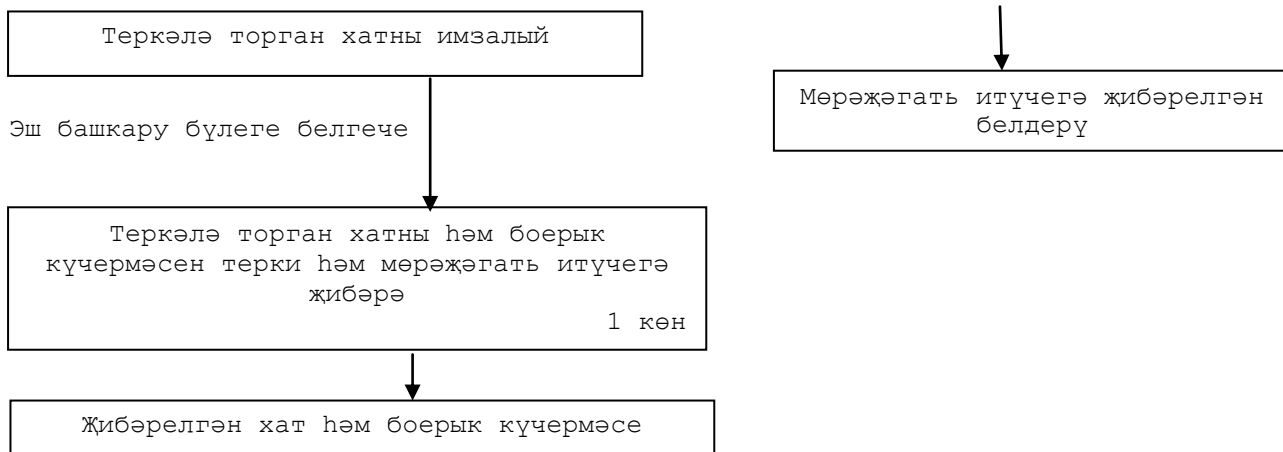 Теркәлә торган хатны имзалый
Эш башкару бүлеге белгече
Теркәлә торган хатны һәм боерык
күчермәсен терки һәм мөрәҗәгать итүчегә
җибәрә
1 көн
Җибәрелгән хат һәм боерык күчермәсе
Мөрәҗәгать итүчегә җибәрелгән
белдерү